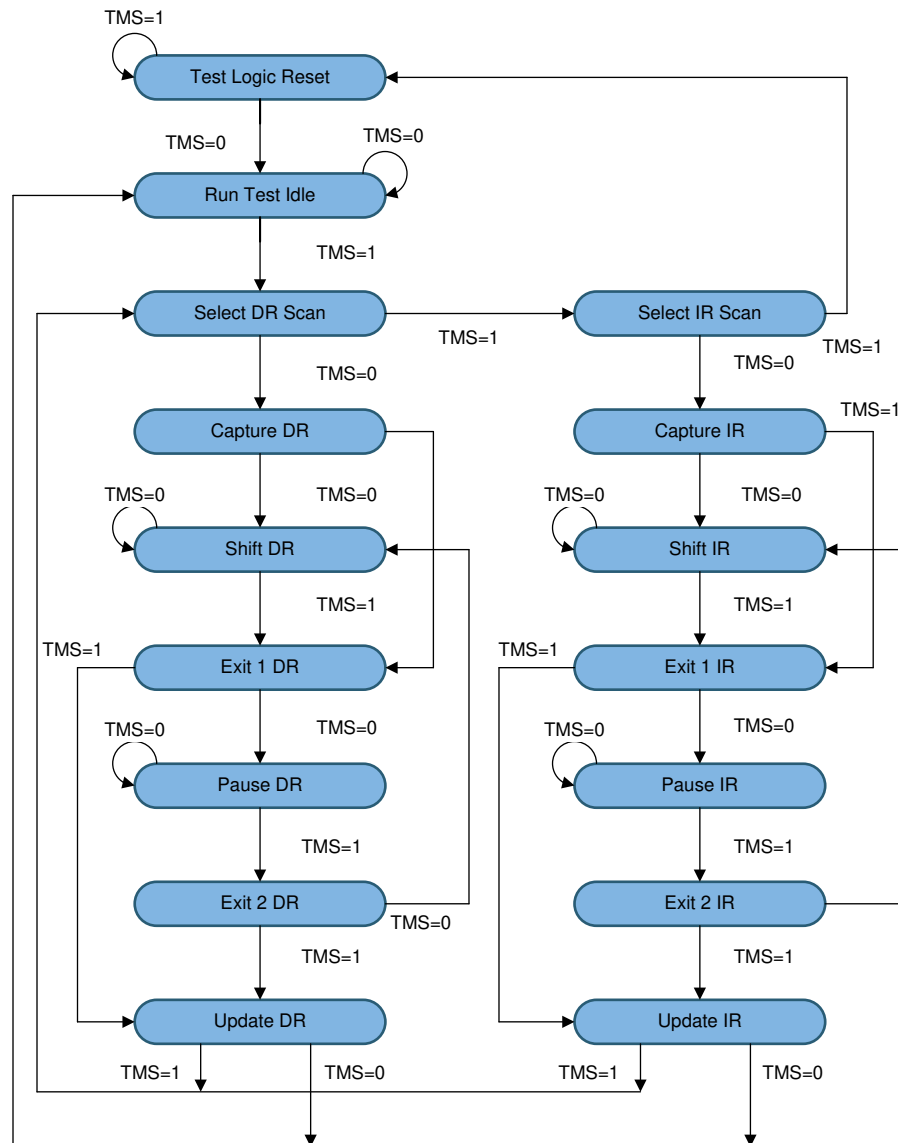 TMS=1
Test Logic Reset
TMS=0
TMS=0
Run Test Idle
TMS=1
Select DR Scan
Select IR Scan
TMS=1
TMS=1
TMS=0
TMS=0
TMS=1
Capture DR
Capture IR
TMS=0
TMS=0
TMS=0
TMS=0
Shift DR
Shift IR
TMS=1
TMS=1
TMS=1
TMS=1
Exit 1 DR
Exit 1 IR
TMS=0
TMS=0
TMS=0
TMS=0
Pause DR
Pause IR
TMS=1
TMS=1
Exit 2 DR
Exit 2 IR
TMS=0
TMS=1
TMS=1
Update DR
Update IR
TMS=1
TMS=0
TMS=1
TMS=0